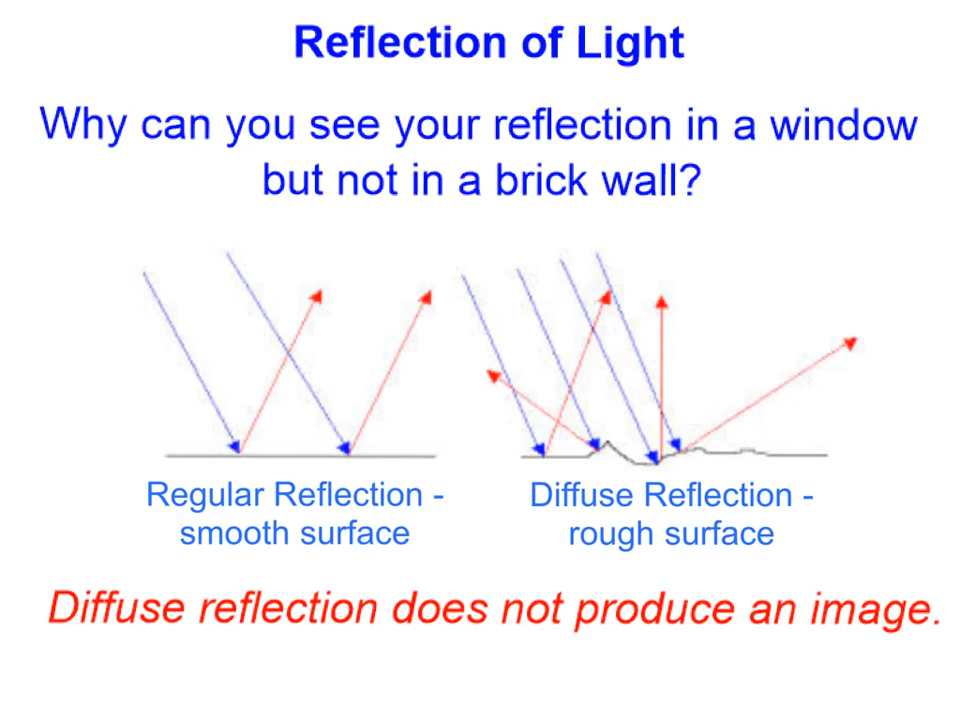 Reflection of Light
Why can you see your reflection in a window
but not in a brick wall?
Regular Reflection -
smooth surface
Diffuse Reflection -
rough surface
Diffuse reflection does not produce an image.